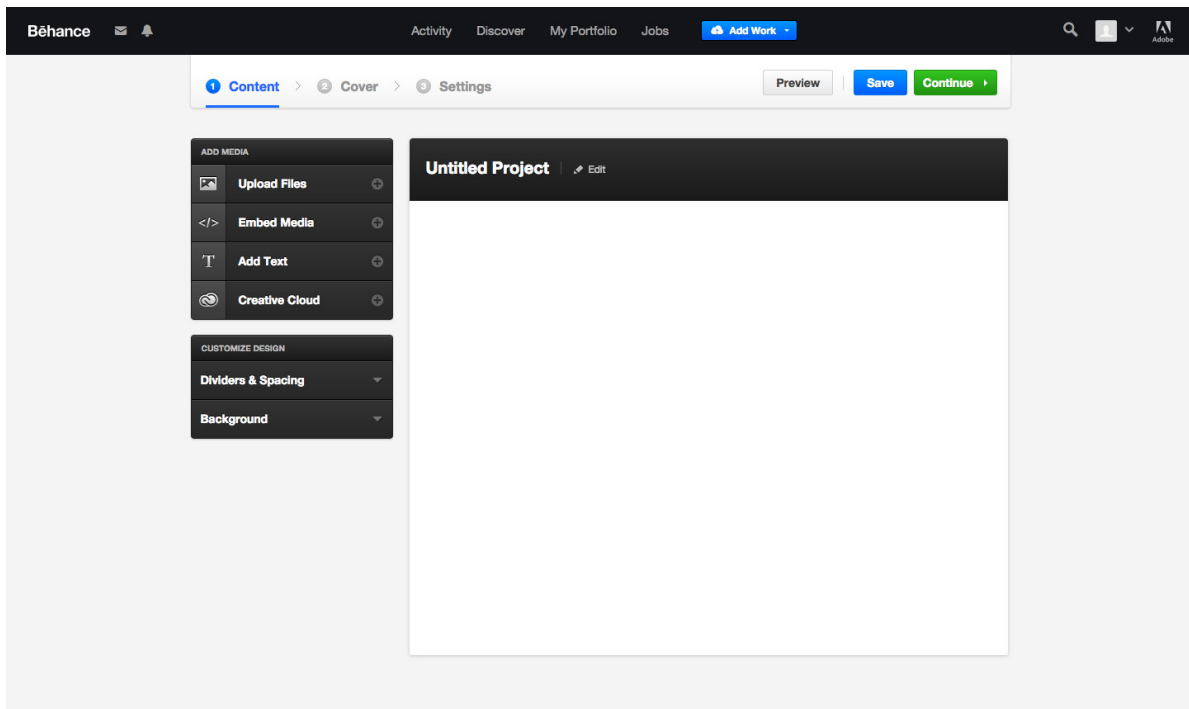 Bēhance Activity Discover My Portfolio Jobs Add Work Adobe
1 Content 2 Cover 3 Settings Preview Save Continue
ADD MEDIA
Upload Files
</> Embed Media
T Add Text
Creative Cloud
CUSTOMIZE DESIGN
Dividers & Spacing
Background
Untitled Project Edit